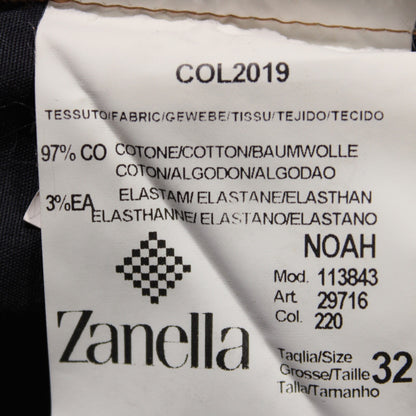 COL2019
TESSUTO/FABRIC/GEWEBE/TISSU/TEJIDO/TECIDO
97% CO COTONE/COTTON/BAUMWOLLE
COTON/ALGODON/ALGODAO
3%EA ELASTAM/ELASTANE/ELASTHAN
ELASTHANNE/ELASTANO/ELASTANO
NOAH
Mod. 113843
Art 29716
Col. 220
Zanella
Taglia/Size
Grosse/Taille 32
Talla/Tamanho